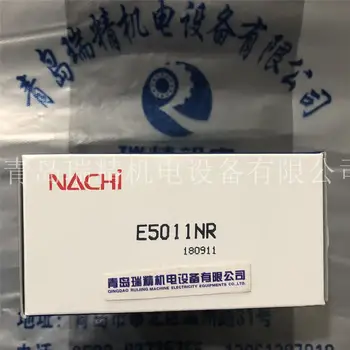 青岛瑞精机电设备有限公司
青岛瑞精机电设备有限公司
NACHi
E5011NR
180911
青岛瑞精机电设备有限公司
QINGDAO RUIJING MACHINE ELECTRICITY EQUIPMENTS CO.,LTD